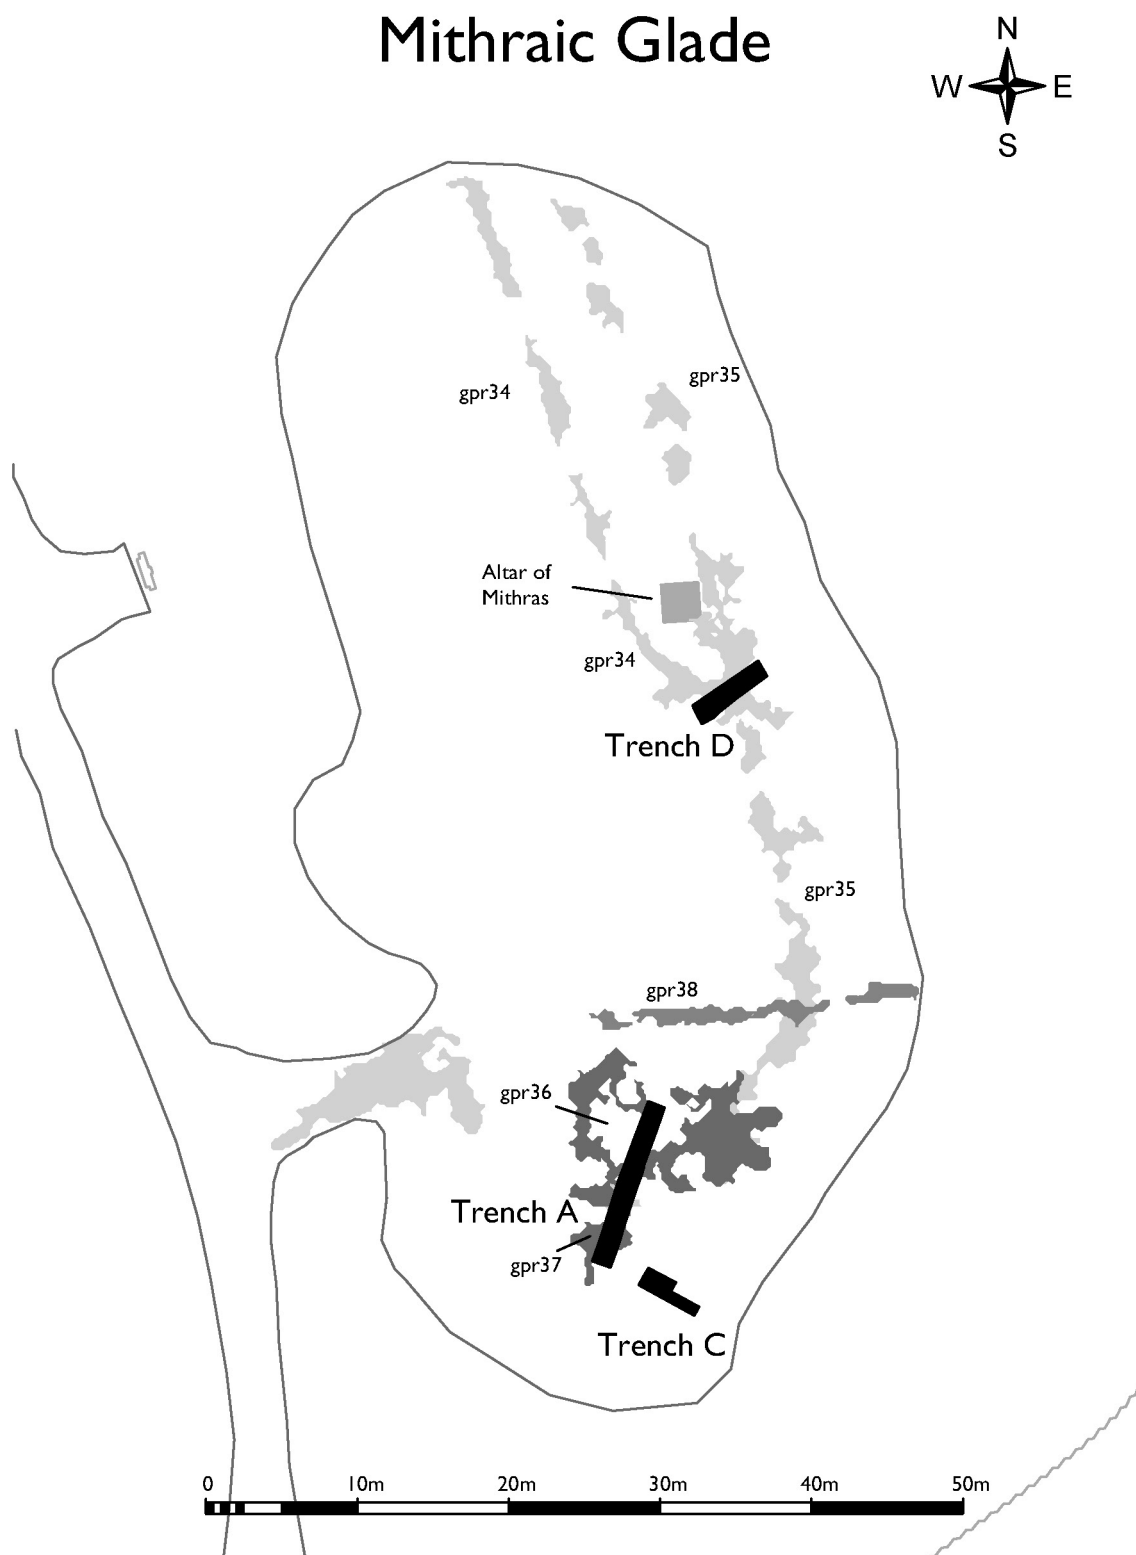 Mithraic Glade
N
W E
S
gpr35
gpr34
Altar of
Mithras
gpr34
Trench D
gpr35
gpr38
gpr36
Trench A
gpr37
Trench C
0 10m 20m 30m 40m 50m